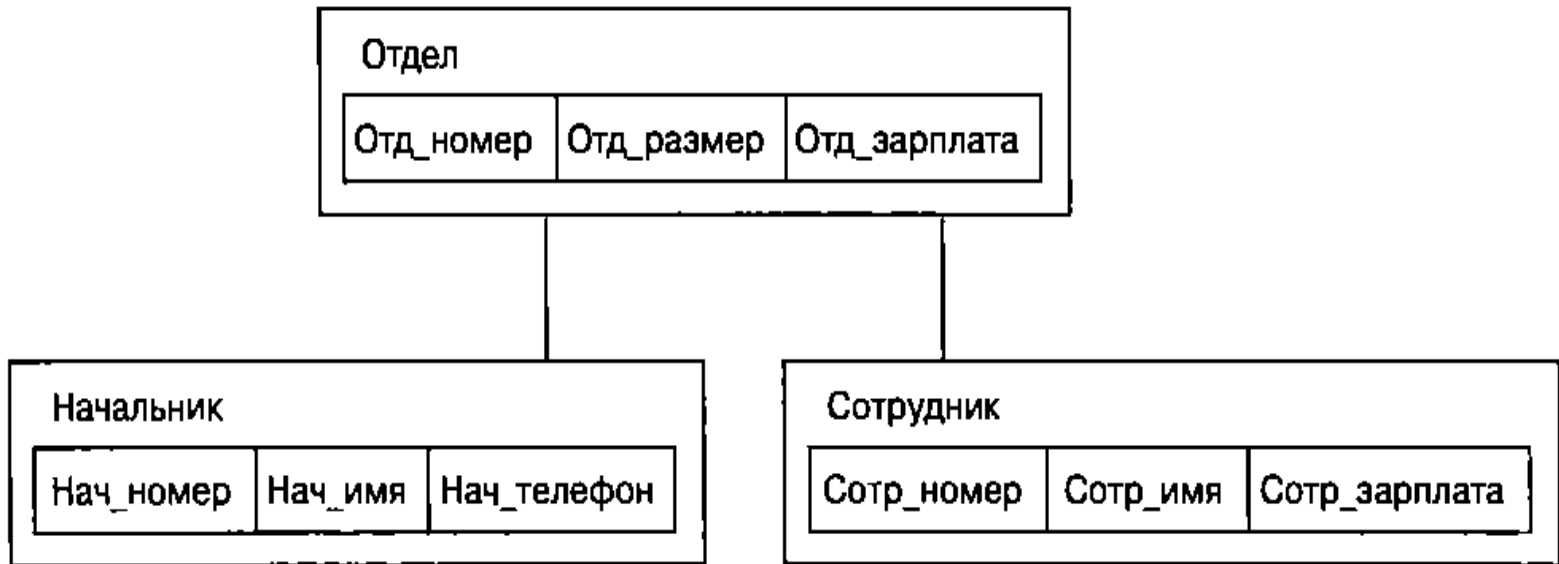 Отдел
Отд_номер Отд_размер Отд_зарплата
Начальник
Нач_номер Нач_имя Нач_телефон
Сотрудник
Сотр_номер Сотр_имя Сотр_зарплата